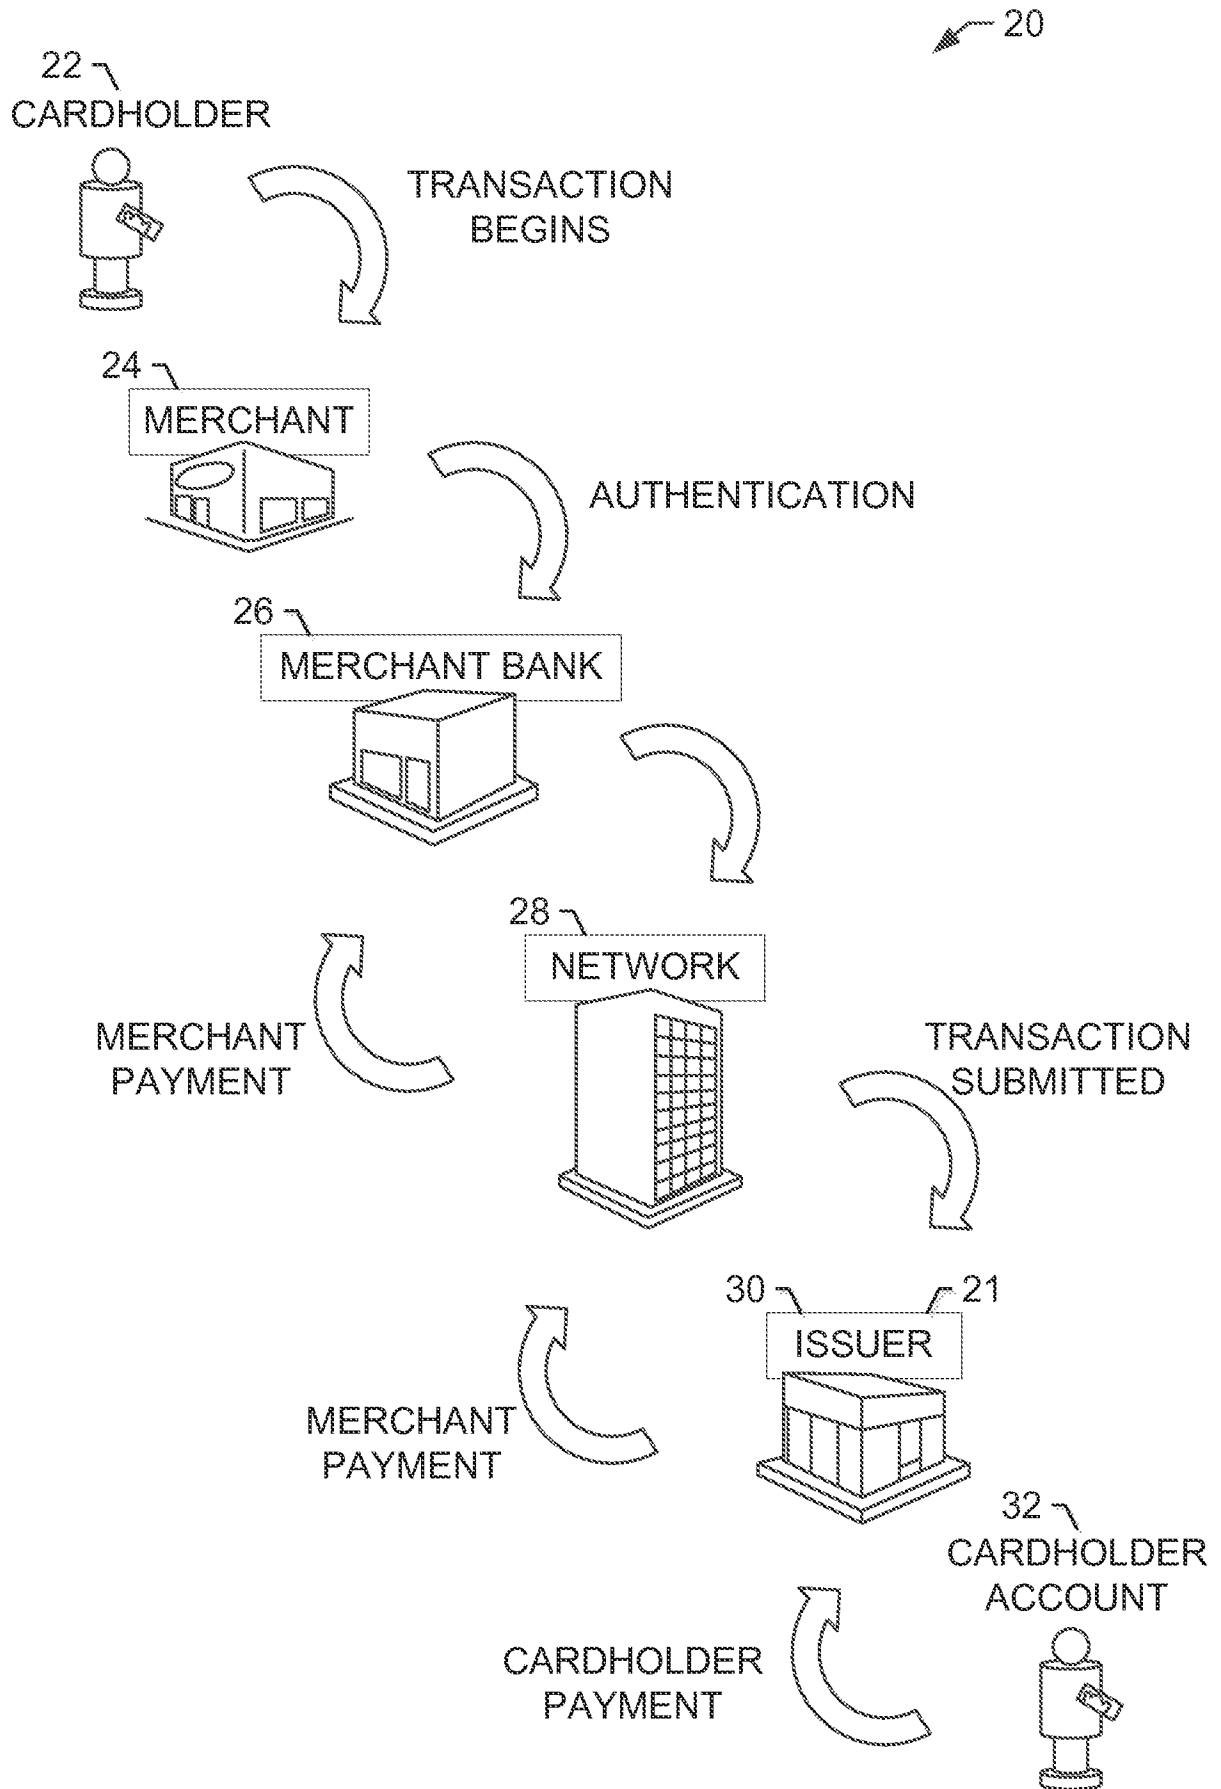 20
22
CARDHOLDER
TRANSACTION
BEGINS
24
MERCHANT
AUTHENTICATION
26
MERCHANT BANK
28
NETWORK
MERCHANT
PAYMENT
TRANSACTION
SUBMITTED
30
21
ISSUER
MERCHANT
PAYMENT
32
CARDHOLDER
ACCOUNT
CARDHOLDER
PAYMENT